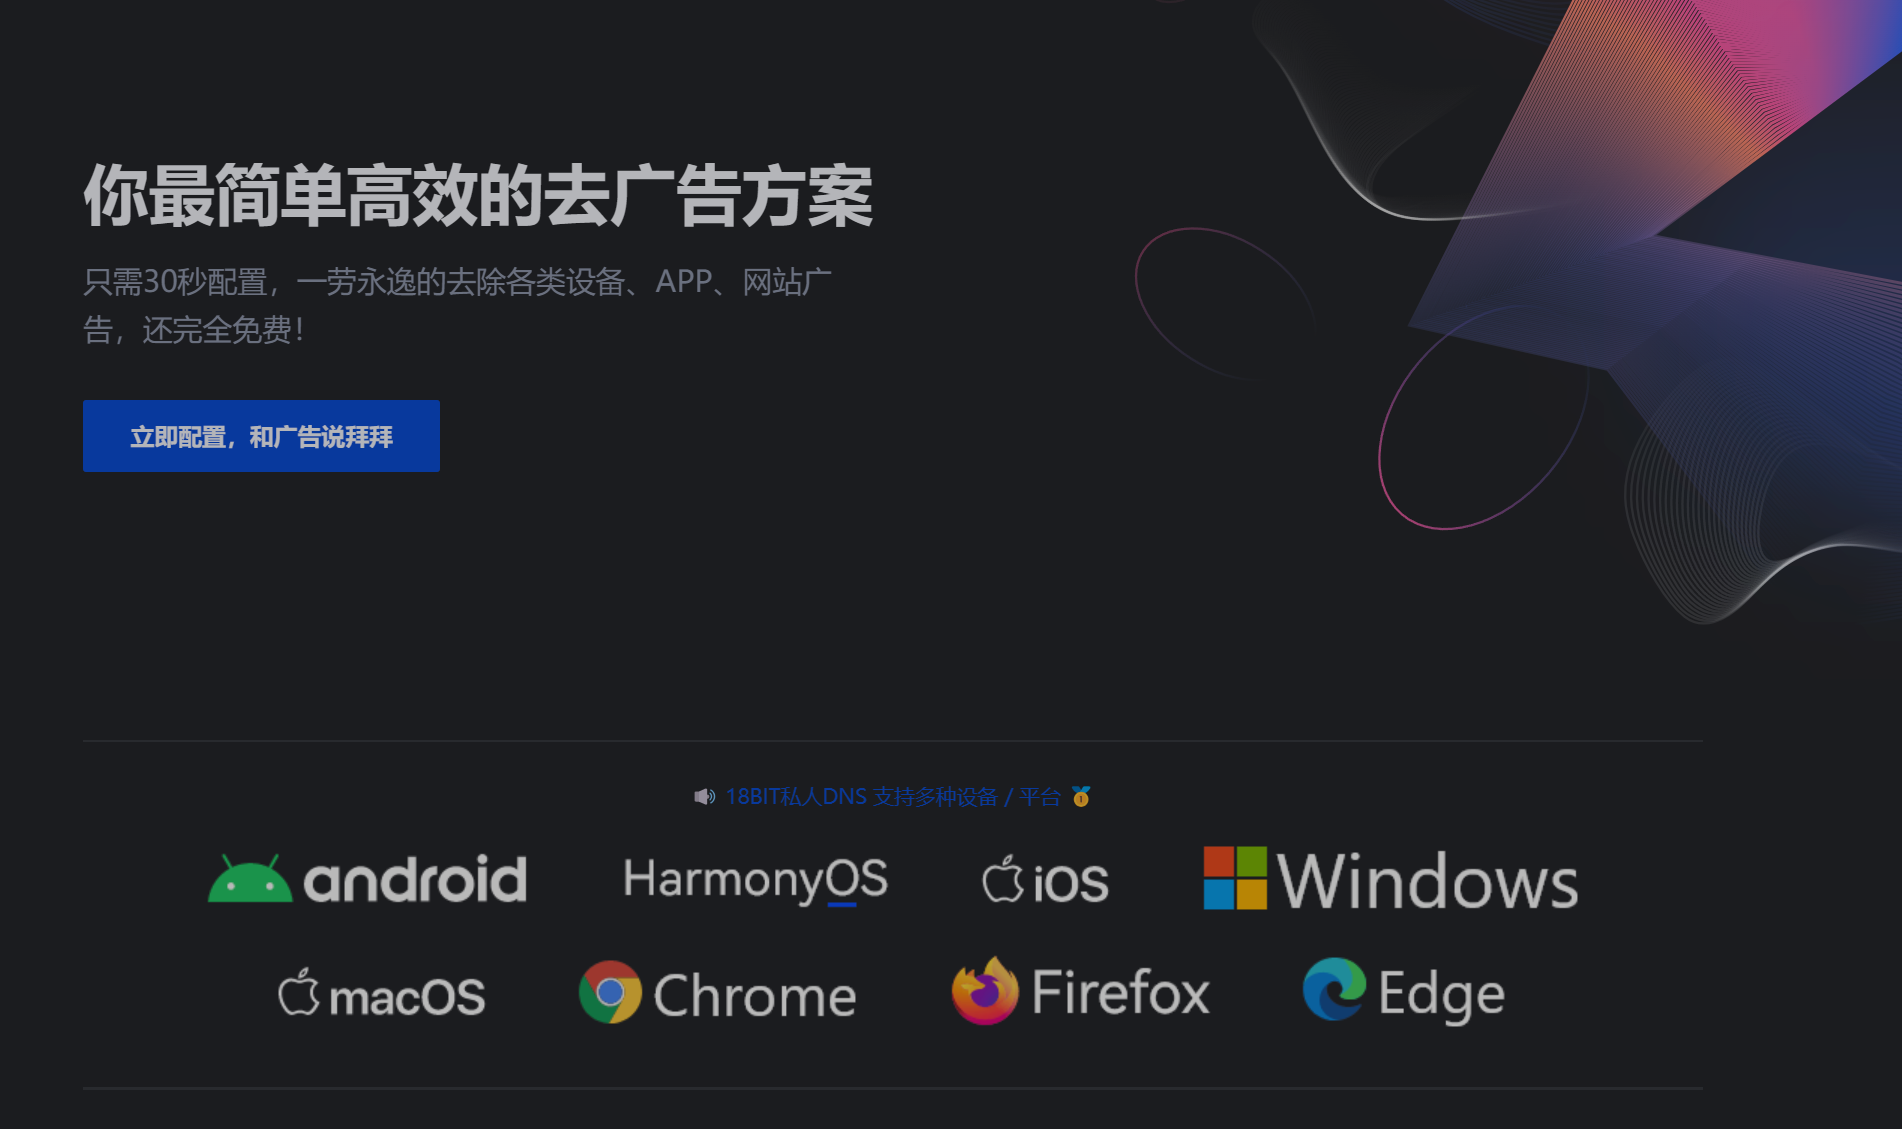 你最简单高效的去广告方案
只需30秒配置，一劳永逸的去除各类设备、APP、网站广
告，还完全免费！
立即配置，和广告说拜拜
18BIT私人DNS 支持多种设备 / 平台
android
HarmonyOS
iOS
Windows
macOS
Chrome
Firefox
Edge